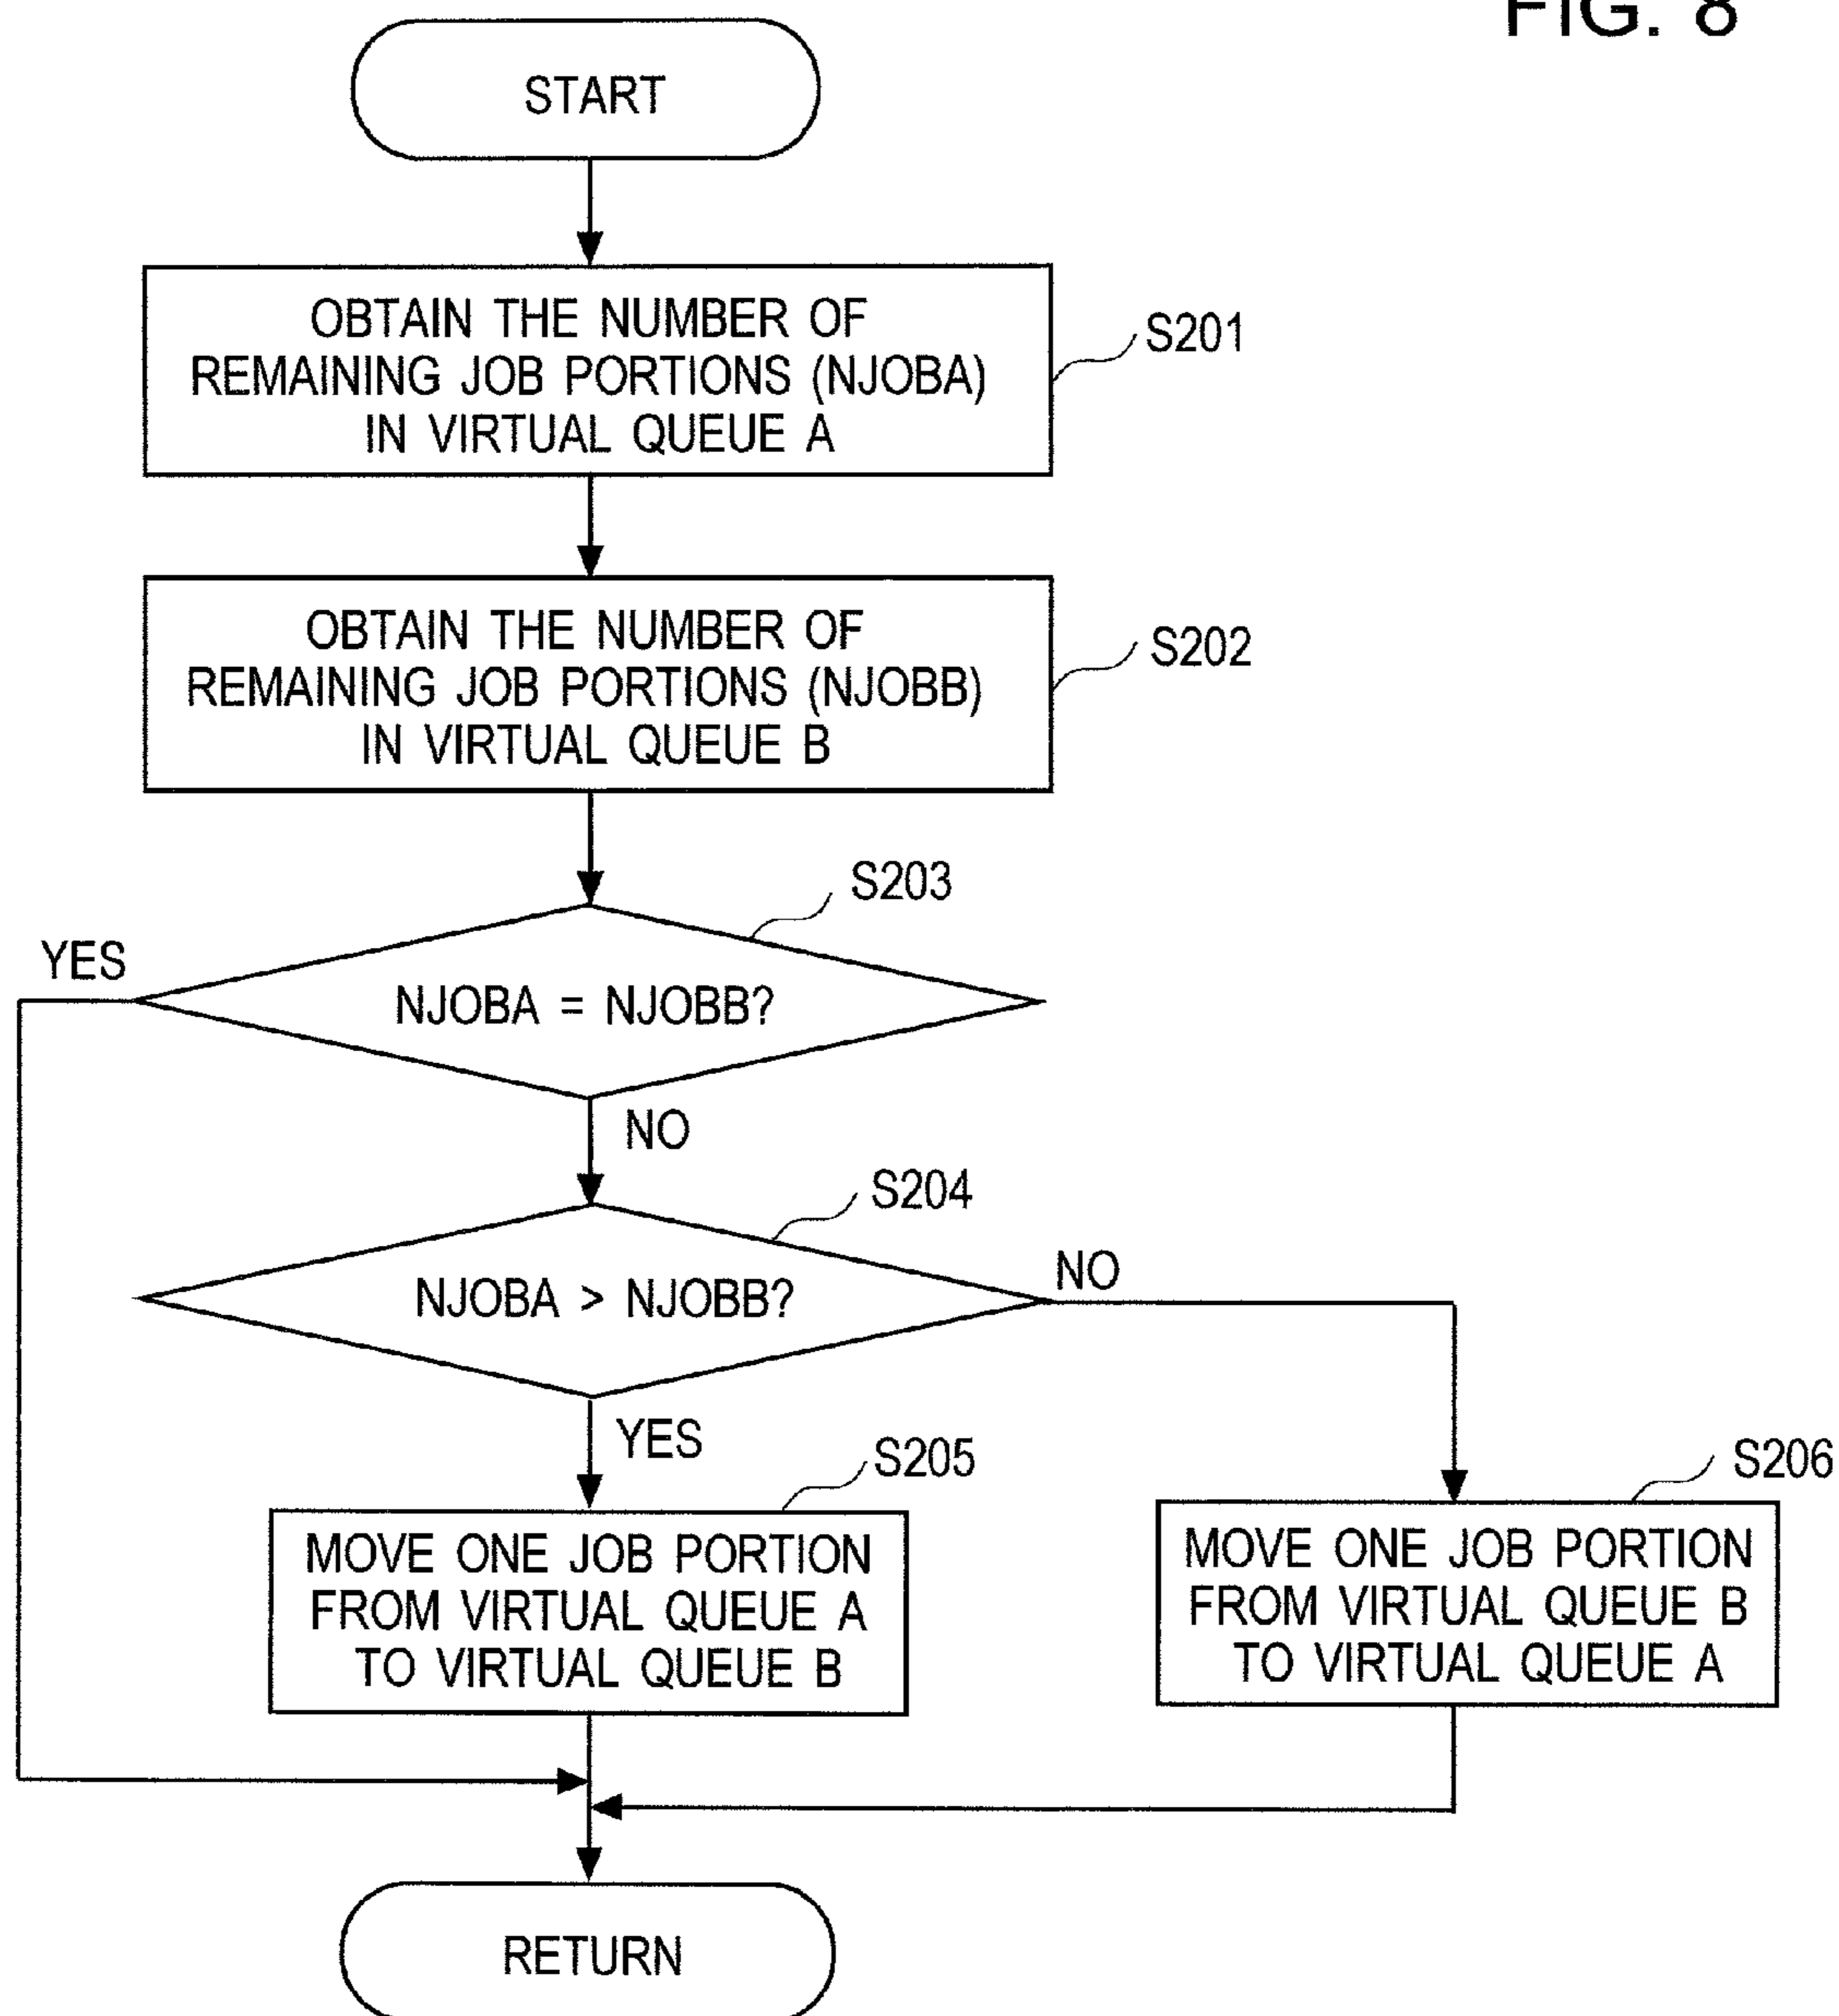 FIG. 8
START
OBTAIN THE NUMBER OF
REMAINING JOB PORTIONS (NJOBA)
IN VIRTUAL QUEUE A
S201
OBTAIN THE NUMBER OF
REMAINING JOB PORTIONS (NJOBB)
IN VIRTUAL QUEUE B
S202
S203
YES
NJOBA = NJOBB?
NO
S204
NJOBA > NJOBB?
NO
YES
S205
MOVE ONE JOB PORTION
FROM VIRTUAL QUEUE A
TO VIRTUAL QUEUE B
S206
MOVE ONE JOB PORTION
FROM VIRTUAL QUEUE B
TO VIRTUAL QUEUE A
RETURN